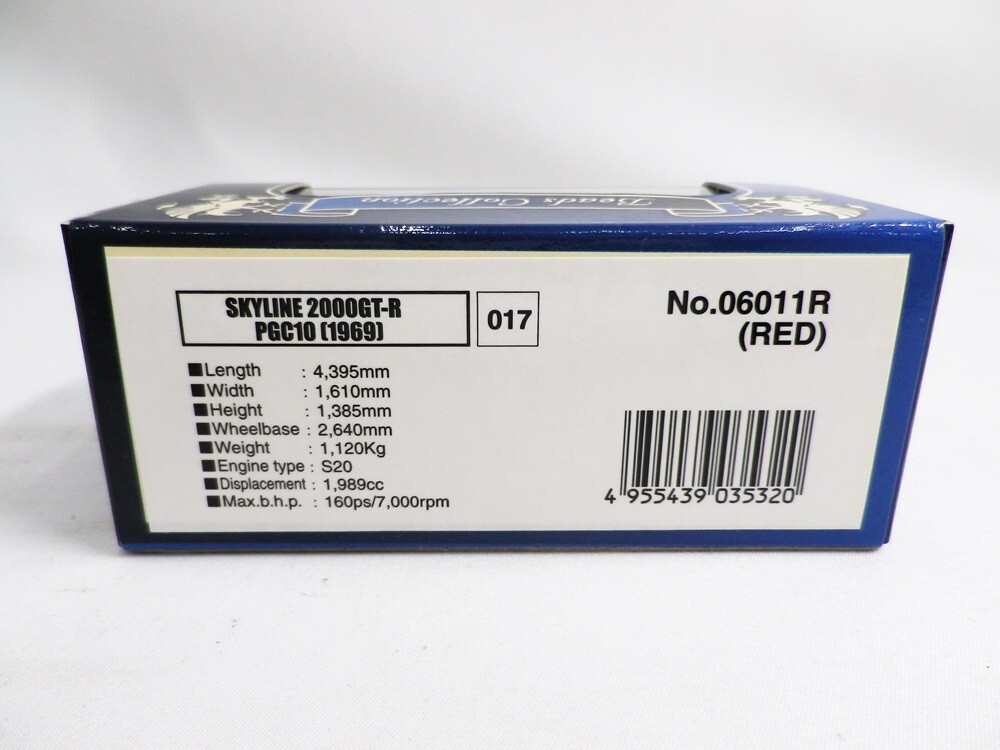 Beads Collection
SKYLINE 2000GT-R
PGC10 (1969)
017
No.06011R
(RED)
■Length : 4,395mm
■Width : 1,610mm
■Height : 1,385mm
■Wheelbase : 2,640mm
■Weight : 1,120Kg
■Engine type : S20
■Displacement : 1,989cc
■Max.b.h.p. : 160ps/7,000rpm
4 955439 035320